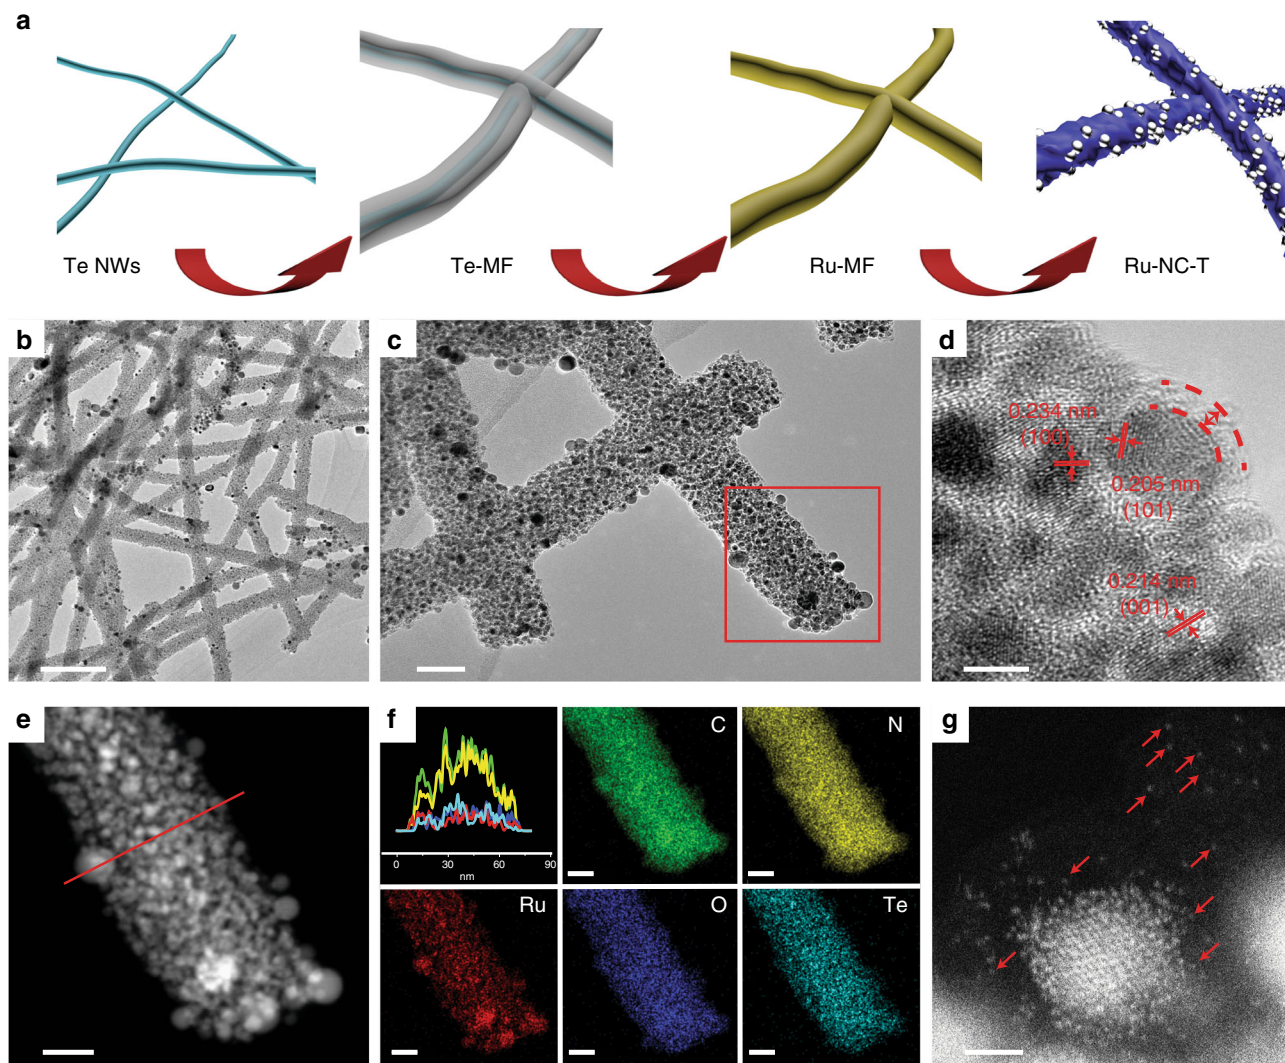 a
Te NWs
Te-MF
Ru-MF
Ru-NC-T
b
c
d
0.234 nm
(100)
0.205 nm
(101)
0.214 nm
(001)
e
f
C
N
0 30 60 90
nm
Ru
O
Te
g